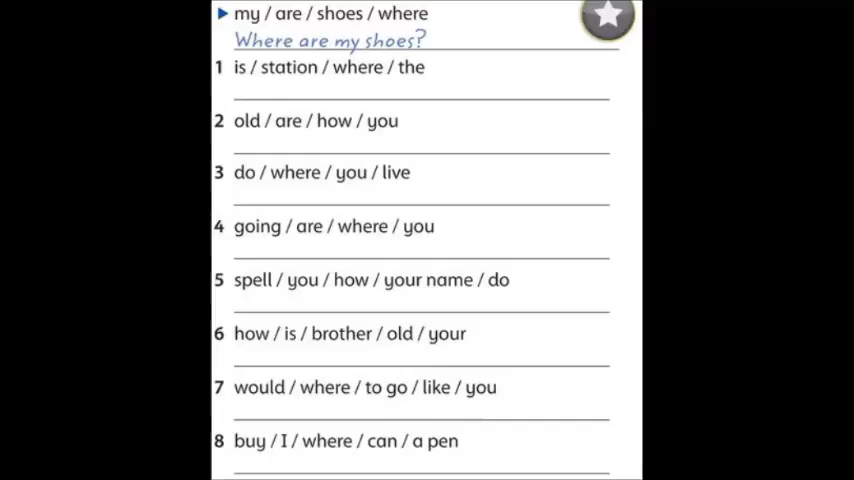 ▶ my / are / shoes / where
Where are my shoes?
1 is / station / where / the
2 old / are / how / you
3 do / where / you / live
4 going / are / where / you
5 spell / you / how / your name / do
6 how / is / brother / old / your
7 would / where / to go / like / you
8 buy / I / where / can / a pen